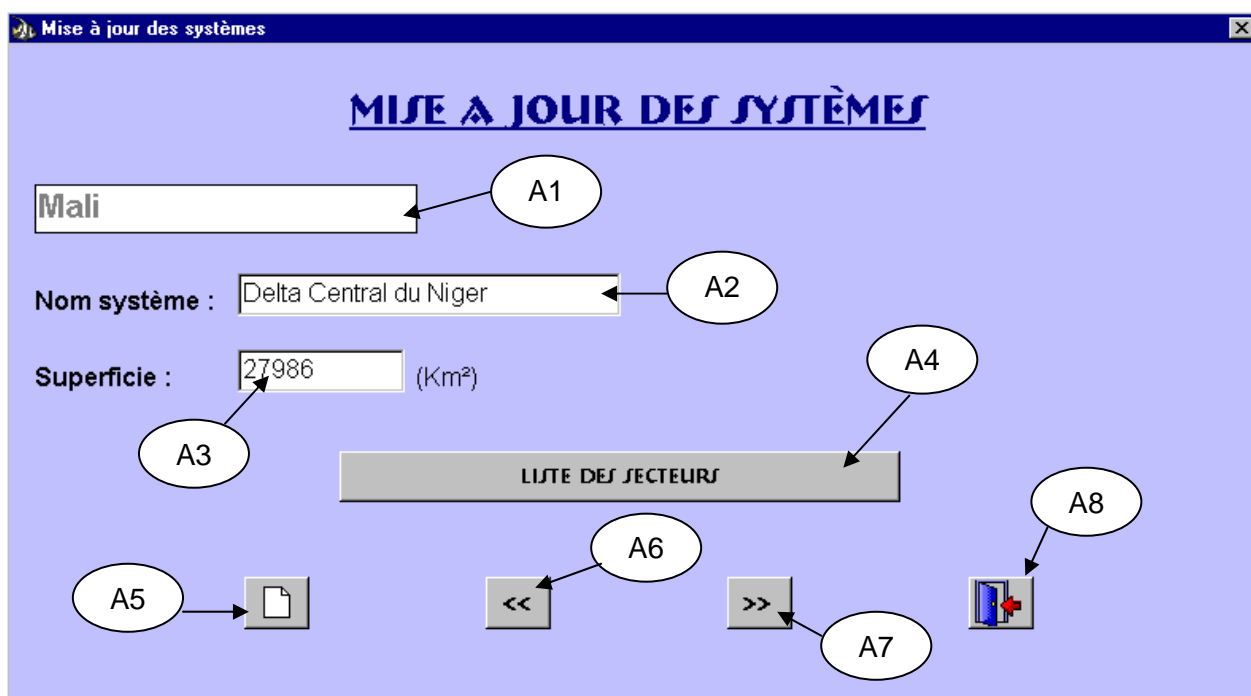 Mise à jour des systèmes
MISE A JOUR DES SYSTÈMES
A1
Mali
A2
Nom système : Delta Central du Niger
A4
Superficie : 27986 (Km²)
A3
LISTE DES SECTEURS
A8
A6
A5
<< >>
A7